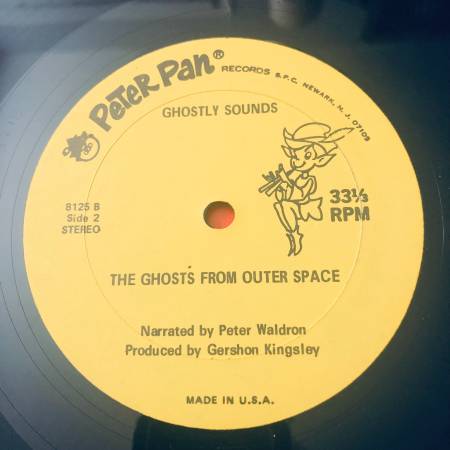 PETER PAN® RECORDS S.P.C. NEWARK, N.J. 07105
GHOSTLY SOUNDS
8125 B
Side 2
STEREO
33⅓
RPM
THE GHOSTS FROM OUTER SPACE
Narrated by Peter Waldron
Produced by Gershon Kingsley
MADE IN U.S.A.